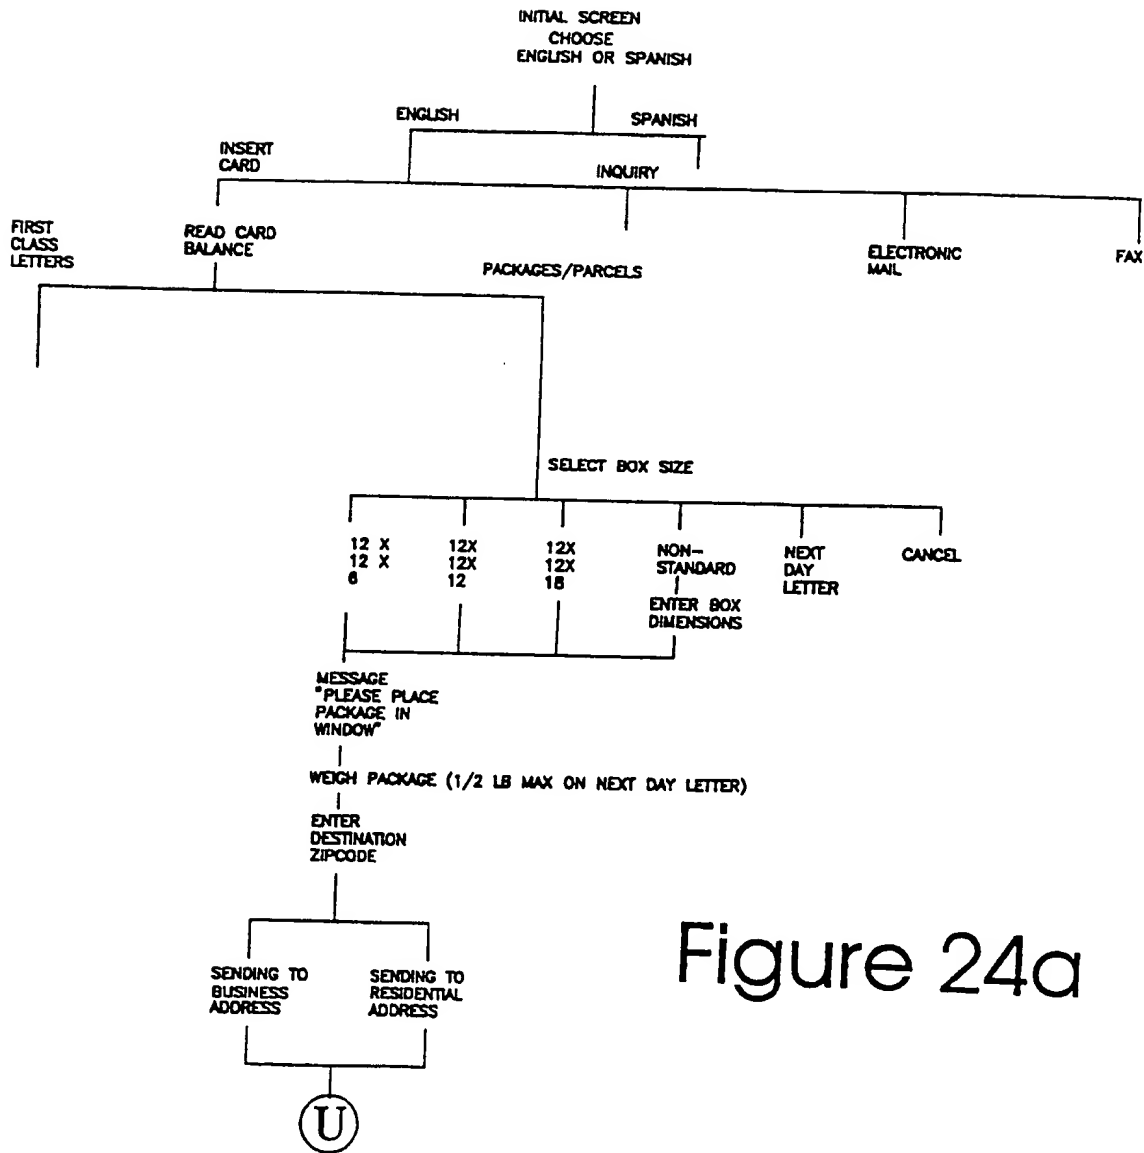 INITIAL SCREEN
CHOOSE
ENGLISH OR SPANISH
ENGLISH
SPANISH
INSERT
CARD
INQUIRY
FIRST
CLASS
LETTERS
READ CARD
BALANCE
PACKAGES/PARCELS
ELECTRONIC
MAIL
FAX
SELECT BOX SIZE
12 X
12 X
6
12X
12X
12
12X
12X
18
NON-
STANDARD
ENTER BOX
DIMENSIONS
NEXT
DAY
LETTER
CANCEL
MESSAGE
"PLEASE PLACE
PACKAGE IN
WINDOW"
WEIGH PACKAGE (1/2 LB MAX ON NEXT DAY LETTER)
ENTER
DESTINATION
ZIPCODE
SENDING TO
BUSINESS
ADDRESS
SENDING TO
RESIDENTIAL
ADDRESS
U
Figure 24a